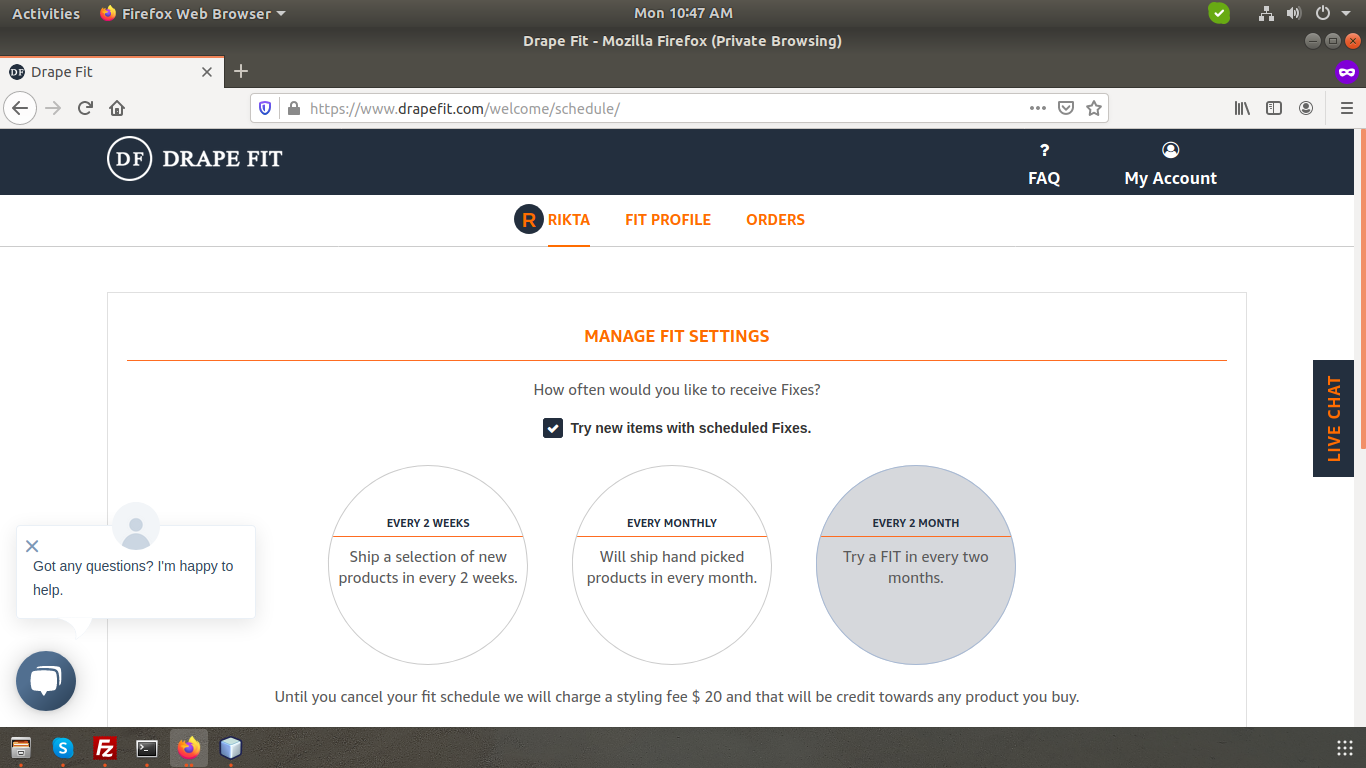 Activities
Firefox Web Browser
Mon 10:47 AM
Drape Fit - Mozilla Firefox (Private Browsing)
DF
Drape Fit
https://www.drapefit.com/welcome/schedule/
DF
DRAPE FIT
?
FAQ
My Account
R
RIKTA
FIT PROFILE
ORDERS
MANAGE FIT SETTINGS
How often would you like to receive Fixes?
Try new items with scheduled Fixes.
EVERY 2 WEEKS
Ship a selection of new
products in every 2 weeks.
EVERY MONTHLY
Will ship hand picked
products in every month.
EVERY 2 MONTH
Try a FIT in every two
months.
LIVE CHAT
Got any questions? I'm happy to
help.
Until you cancel your fit schedule we will charge a styling fee $ 20 and that will be credit towards any product you buy.
S
Fz